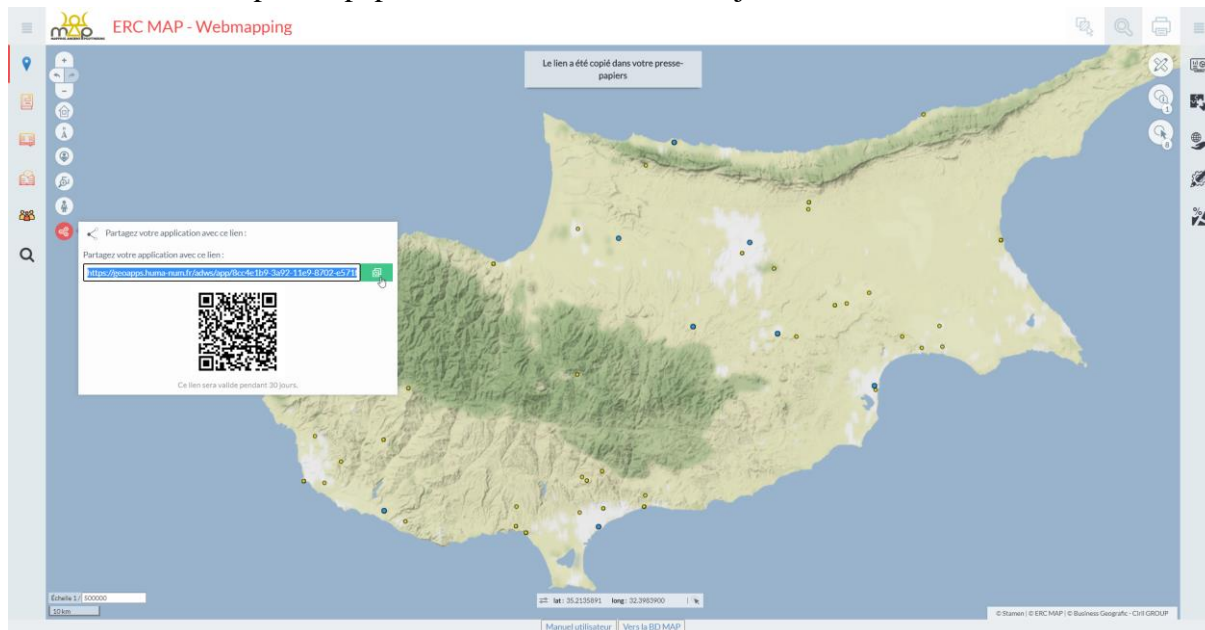 ERC MAP - Webmapping
Le lien a été copié dans votre presse-
papiers
Partagez votre application avec ce lien :
Partagez votre application avec ce lien :
https://geoapps.huma-num.fr/adws/app/8cc4e1b9-3a92-11e9-8702-e571
Ce lien sera valide pendant 30 jours.
1
8
Échelle 1 / 500000
10 km
lat : 35.2135891 long : 32.3983900
© Stamen | © ERC MAP | © Business Geografic - Ciril GROUP
Manuel utilisateur Vers la BD MAP